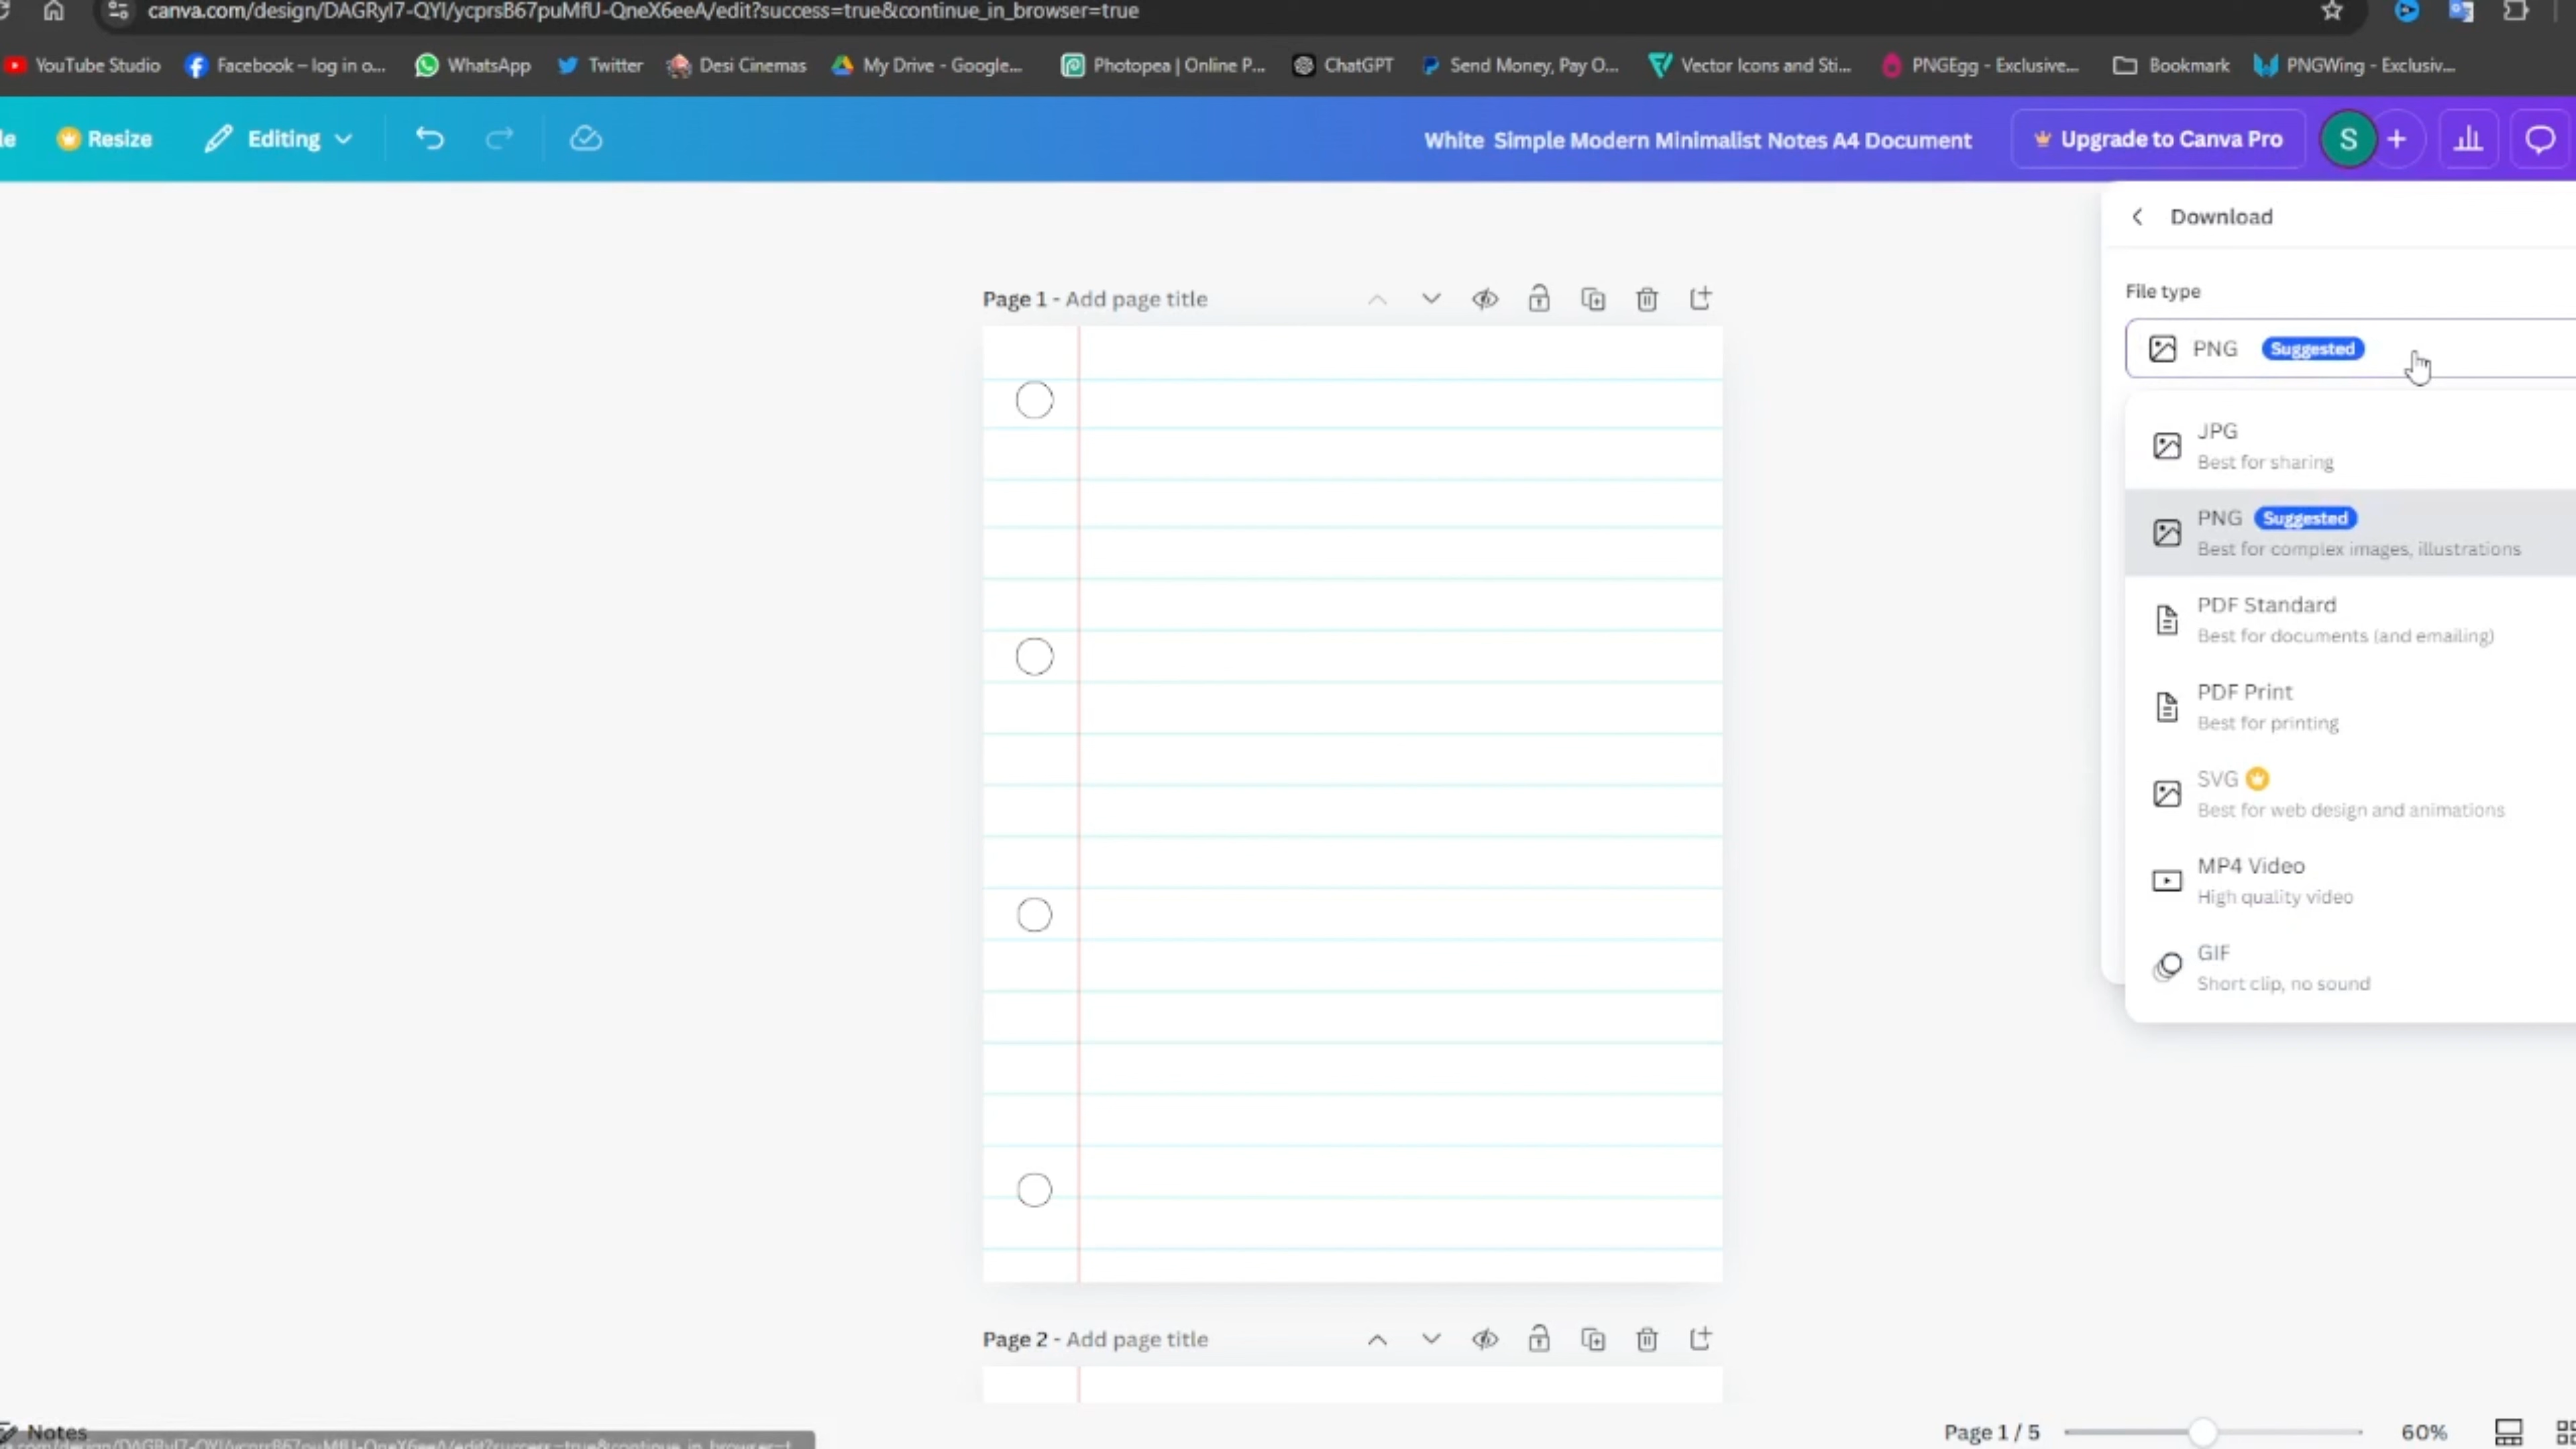 canva.com/design/DAGRyI7-QYI/ycprsB67puMfU-QneX6eeA/edit?success=true&continue_in_browser=true
YouTube Studio Facebook – log in o... WhatsApp Twitter Desi Cinemas My Drive - Google... Photopea | Online P... ChatGPT Send Money, Pay O... Vector Icons and Sti... PNGEgg - Exclusive... Bookmark PNGWing - Exclusiv...
le Resize Editing White Simple Modern Minimalist Notes A4 Document Upgrade to Canva Pro S +
Download
File type
PNG Suggested
JPG
Best for sharing
PNG Suggested
Best for complex images, illustrations
PDF Standard
Best for documents (and emailing)
PDF Print
Best for printing
SVG
Best for web design and animations
MP4 Video
High quality video
GIF
Short clip, no sound
Page 1 - Add page title
Page 2 - Add page title
Notes Page 1 / 5 60%